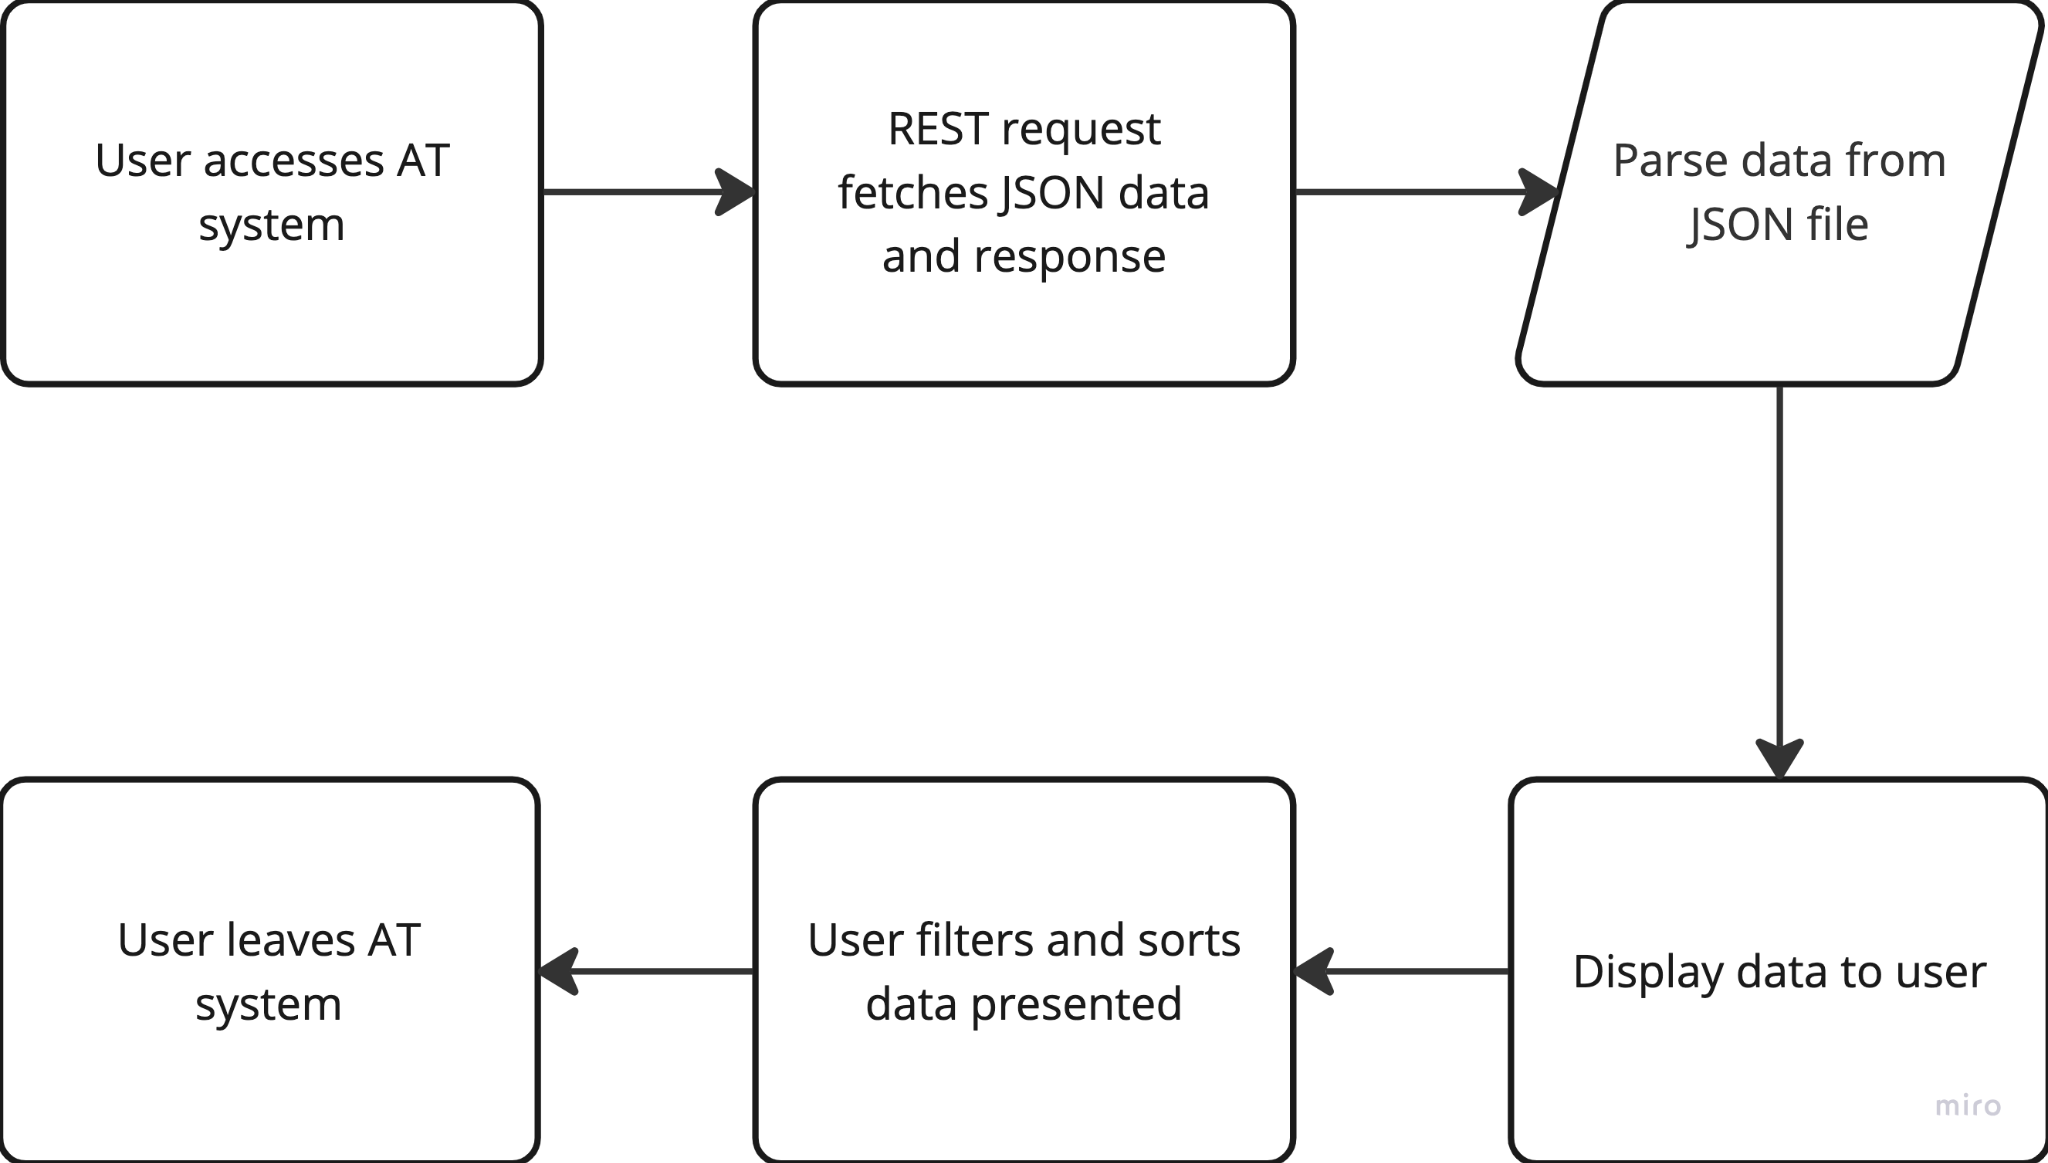 User accesses AT
system
REST request
fetches JSON data
and response
Parse data from
JSON file
User leaves AT
system
User filters and sorts
data presented
Display data to user
miro